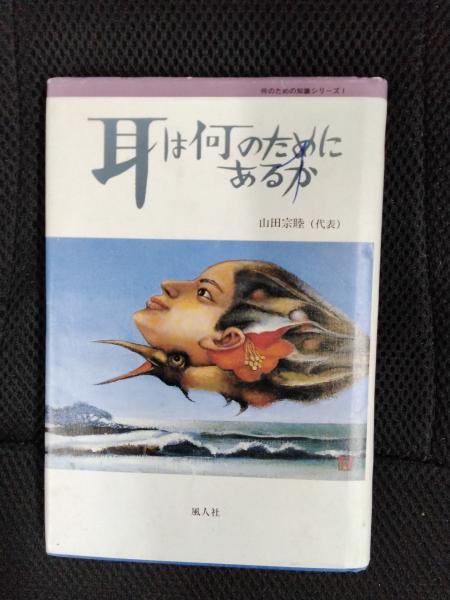 何のための知識シリーズ1
耳は何のために
あるか
山田宗睦(代表)
風人社